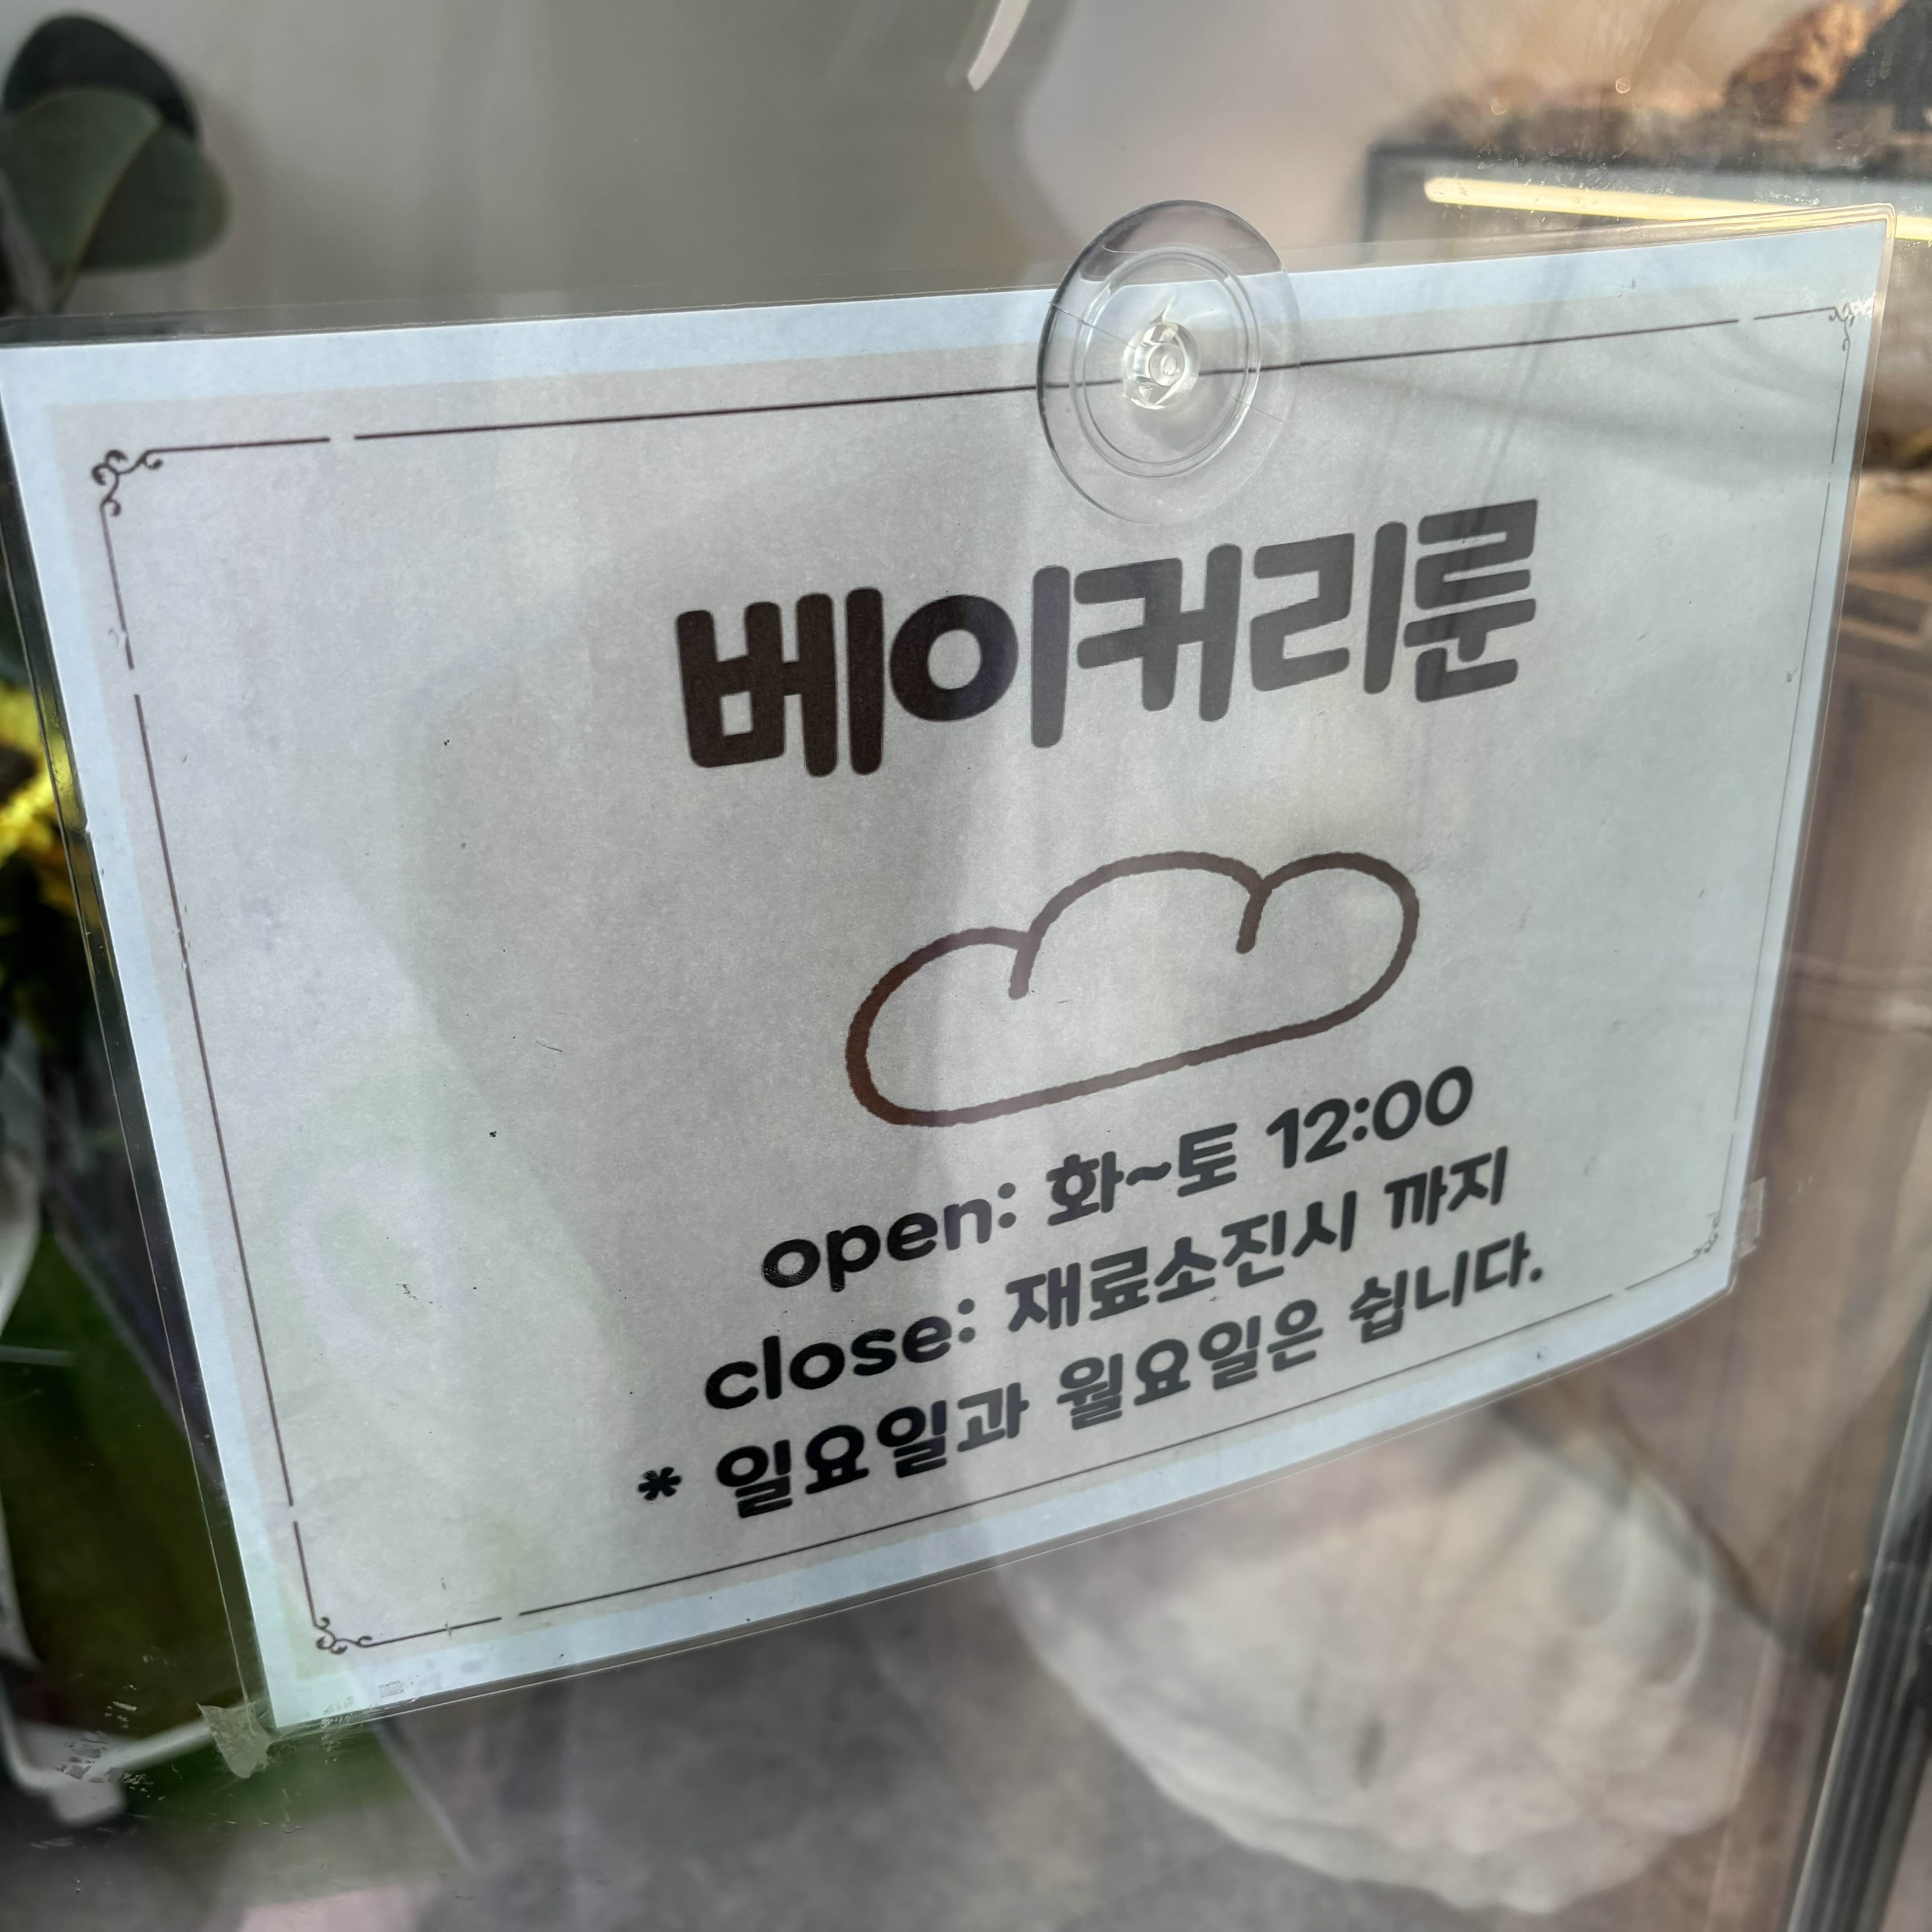 베이커리룬
open: 화~토 12:00
close: 재료소진시 까지
* 일요일과 월요일은 쉽니다.